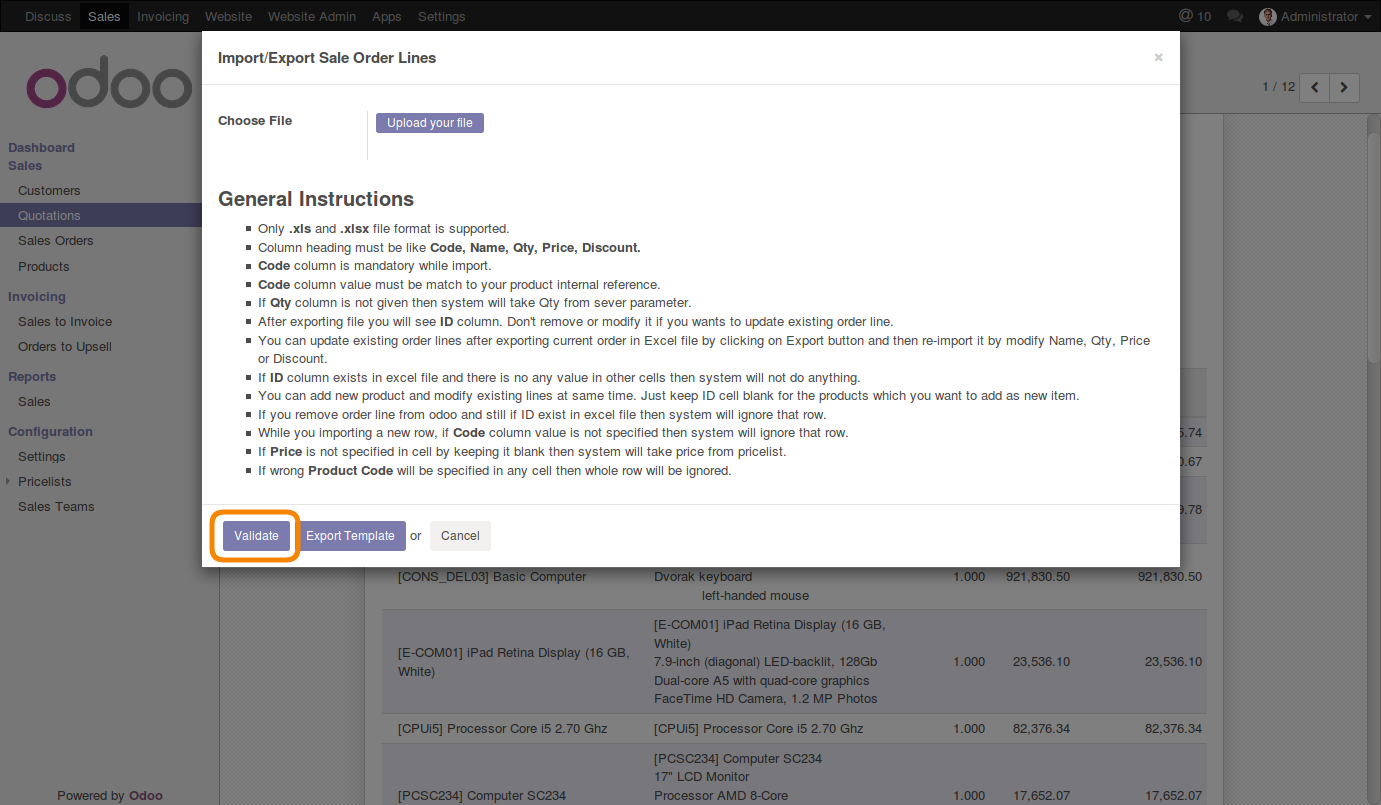 Discuss Sales Invoicing Website Website Admin Apps Settings @ 10 Administrator
Import/Export Sale Order Lines ×
odoo
1 / 12
Choose File Upload your file
Dashboard
Sales
Customers
Quotations
Sales Orders
Products
Invoicing
Sales to Invoice
Orders to Upsell
Reports
Sales
Configuration
Settings
Pricelists
Sales Teams
General Instructions
Only .xls and .xlsx file format is supported.
Column heading must be like Code, Name, Qty, Price, Discount.
Code column is mandatory while import.
Code column value must be match to your product internal reference.
If Qty column is not given then system will take Qty from sever parameter.
After exporting file you will see ID column. Don't remove or modify it if you wants to update existing order line.
You can update existing order lines after exporting current order in Excel file by clicking on Export button and then re-import it by modify Name, Qty, Price
or Discount.
If ID column exists in excel file and there is no any value in other cells then system will not do anything.
You can add new product and modify existing lines at same time. Just keep ID cell blank for the products which you want to add as new item.
If you remove order line from odoo and still if ID exist in excel file then system will ignore that row.
While you importing a new row, if Code column value is not specified then system will ignore that row.
If Price is not specified in cell by keeping it blank then system will take price from pricelist.
If wrong Product Code will be specified in any cell then whole row will be ignored.
.74
.67
.78
Validate Export Template or Cancel
[CONS_DEL03] Basic Computer Dvorak keyboard 1.000 921,830.50 921,830.50
left-handed mouse
[E-COM01] iPad Retina Display (16 GB,
White)
[E-COM01] iPad Retina Display (16 GB,
White)
7.9-inch (diagonal) LED-backlit, 128Gb
Dual-core A5 with quad-core graphics
FaceTime HD Camera, 1.2 MP Photos
1.000 23,536.10 23,536.10
[CPUi5] Processor Core i5 2.70 Ghz [CPUi5] Processor Core i5 2.70 Ghz 1.000 82,376.34 82,376.34
[PCSC234] Computer SC234
17" LCD Monitor
[PCSC234] Computer SC234 Processor AMD 8-Core 1.000 17,652.07 17,652.07
Powered by Odoo